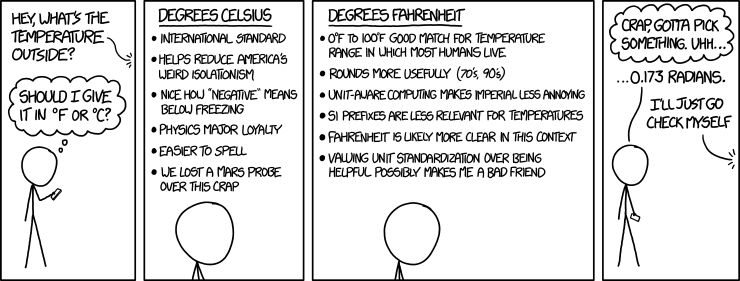 HEY, WHAT'S THE
TEMPERATURE
OUTSIDE?
SHOULD I GIVE
IT IN °F OR °C?
DEGREES CELSIUS
• INTERNATIONAL STANDARD
• HELPS REDUCE AMERICA'S
WEIRD ISOLATIONISM
• NICE HOW "NEGATIVE" MEANS
BELOW FREEZING
• PHYSICS MAJOR LOYALTY
• EASIER TO SPELL
• WE LOST A MARS PROBE
OVER THIS CRAP
DEGREES FAHRENHEIT
• 0°F TO 100°F GOOD MATCH FOR TEMPERATURE
RANGE IN WHICH MOST HUMANS LIVE
• ROUNDS MORE USEFULLY (70's, 90's)
• UNIT-AWARE COMPUTING MAKES IMPERIAL LESS ANNOYING
• SI PREFIXES ARE LESS RELEVANT FOR TEMPERATURES
• FAHRENHEIT IS LIKELY MORE CLEAR IN THIS CONTEXT
• VALUING UNIT STANDARDIZATION OVER BEING
HELPFUL POSSIBLY MAKES ME A BAD FRIEND
CRAP, GOTTA PICK
SOMETHING. UHH...
...0.173 RADIANS.
I'LL JUST GO
CHECK MYSELF